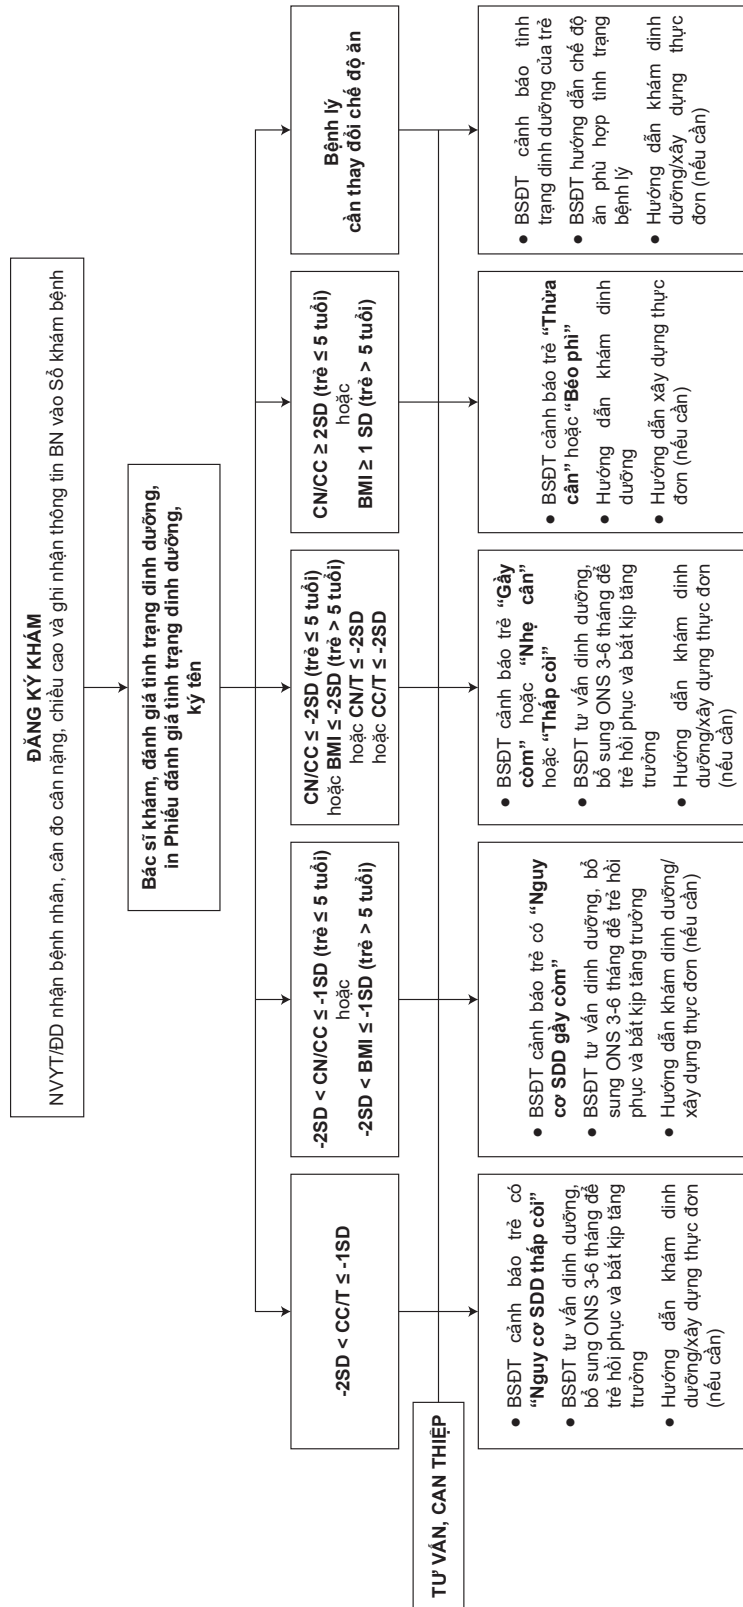 ĐĂNG KÝ KHÁM
NVYT/ĐD nhận bệnh nhân, cân đo cân nặng, chiều cao và ghi nhận thông tin BN vào Sổ khám bệnh
Bác sĩ khám, đánh giá tình trạng dinh dưỡng,
in Phiếu đánh giá tình trạng dinh dưỡng,
ký tên
-2SD < CC/T ≤ -1SD
-2SD < CN/CC ≤ -1SD (trẻ ≤ 5 tuổi)
hoặc
-2SD < BMI ≤ -1SD (trẻ > 5 tuổi)
CN/CC ≤ -2SD (trẻ ≤ 5 tuổi)
hoặc BMI ≤ -2SD (trẻ > 5 tuổi)
hoặc CN/T ≤ -2SD
hoặc CC/T ≤ -2SD
CN/CC ≥ 2SD (trẻ ≤ 5 tuổi)
hoặc
BMI ≥ 1 SD (trẻ > 5 tuổi)
Bệnh lý
cần thay đổi chế độ ăn
TƯ VẤN, CAN THIỆP
● BSĐT cảnh báo trẻ có
“Nguy cơ SDD thấp còi”
● BSĐT tư vấn dinh dưỡng,
bổ sung ONS 3-6 tháng để
trẻ hồi phục và bắt kịp tăng
trưởng
● Hướng dẫn khám dinh
dưỡng/xây dựng thực đơn
(nếu cần)
● BSĐT cảnh báo trẻ có “Nguy
cơ SDD gầy còm”
● BSĐT tư vấn dinh dưỡng, bổ
sung ONS 3-6 tháng để trẻ hồi
phục và bắt kịp tăng trưởng
● Hướng dẫn khám dinh dưỡng/
xây dựng thực đơn (nếu cần)
● BSĐT cảnh báo trẻ “Gầy
còm” hoặc “Nhẹ cân”
hoặc “Thấp còi”
● BSĐT tư vấn dinh dưỡng,
bổ sung ONS 3-6 tháng để
trẻ hồi phục và bắt kịp tăng
trưởng
● Hướng dẫn khám dinh
dưỡng/xây dựng thực đơn
(nếu cần)
● BSĐT cảnh báo trẻ “Thừa
cân” hoặc “Béo phì”
● Hướng dẫn khám dinh
dưỡng
● Hướng dẫn xây dựng thực
đơn (nếu cần)
● BSĐT cảnh báo tình
trạng dinh dưỡng của trẻ
● BSĐT hướng dẫn chế độ
ăn phù hợp tình trạng
bệnh lý
● Hướng dẫn khám dinh
dưỡng/xây dựng thực
đơn (nếu cần)